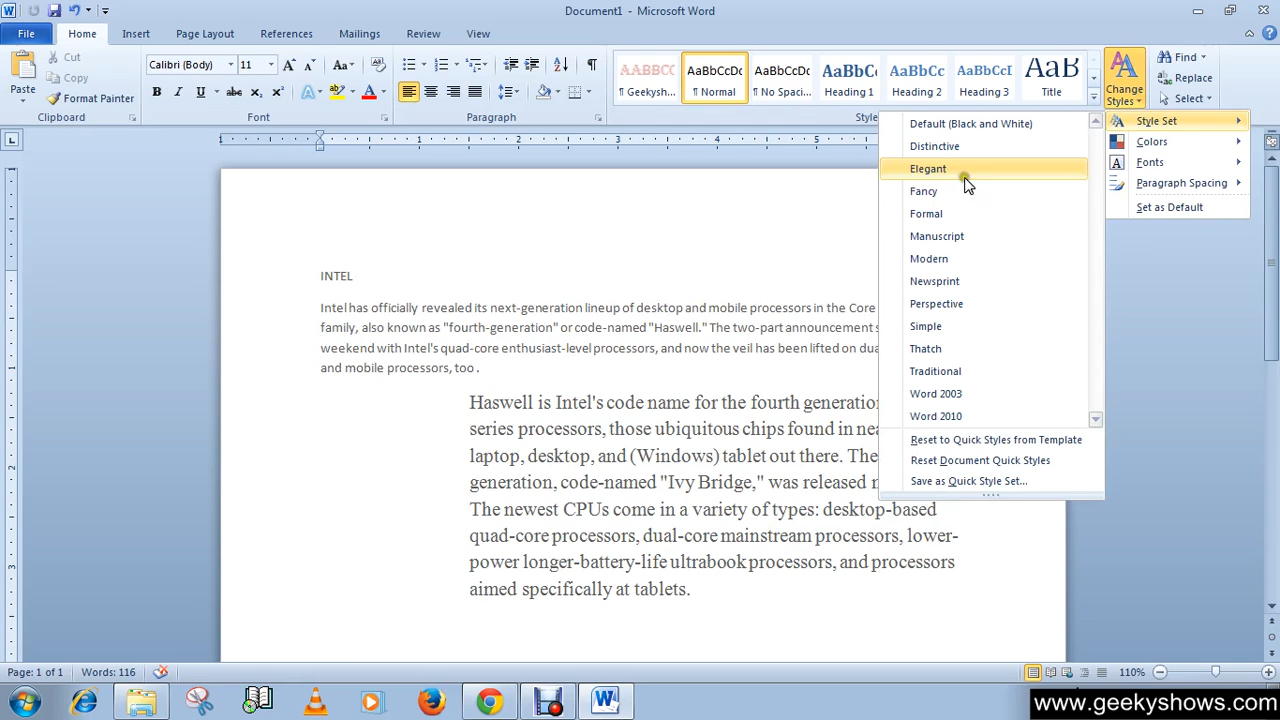 Document1 - Microsoft Word
File Home Insert Page Layout References Mailings Review View
Paste
Cut
Copy
Format Painter
Clipboard
Calibri (Body) 11
Font
Paragraph
¶ Geekysh...
AaBbCcDc
¶ Normal
AaBbCcDc
¶ No Spaci...
Heading 1
AaBbCc
Heading 2
AaBbCcI
Heading 3
Title
Change
Styles
Find
Replace
Select
Style Set
Colors
Fonts
Paragraph Spacing
Set as Default
Default (Black and White)
Distinctive
Elegant
Fancy
Formal
Manuscript
Modern
Newsprint
Perspective
Simple
Thatch
Traditional
Word 2003
Word 2010
Reset to Quick Styles from Template
Reset Document Quick Styles
Save as Quick Style Set...
INTEL
Intel has officially revealed its next-generation lineup of desktop and mobile processors in the Core
family, also known as "fourth-generation" or code-named "Haswell." The two-part announcement s
weekend with Intel's quad-core enthusiast-level processors, and now the veil has been lifted on du
and mobile processors, too .
Haswell is Intel's code name for the fourth generation
series processors, those ubiquitous chips found in nea
laptop, desktop, and (Windows) tablet out there. The
generation, code-named "Ivy Bridge," was released
The newest CPUs come in a variety of types: desktop-based
quad-core processors, dual-core mainstream processors, lower-
power longer-battery-life ultrabook processors, and processors
aimed specifically at tablets.
Page: 1 of 1 Words: 116 110%
www.geekyshows.com